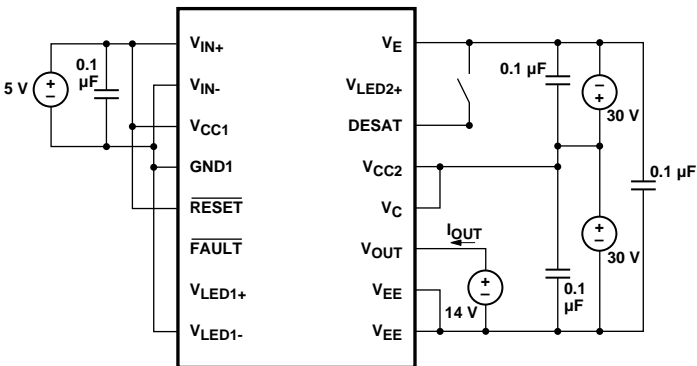 5 V
+
−
0.1
µF
VIN+
VIN-
VCC1
GND1
RESET
FAULT
VLED1+
VLED1-
VE
VLED2+
DESAT
VCC2
VC
VOUT
VEE
VEE
IOUT
14 V
+
−
0.1 µF
−
+
30 V
0.1 µF
+
−
30 V
0.1
µF